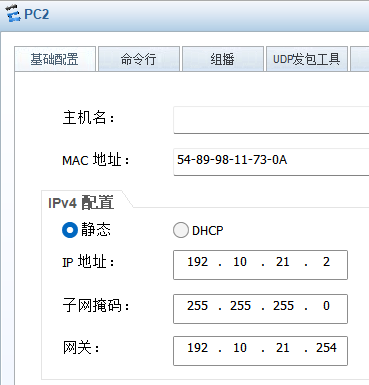 PC2
基础配置 命令行 组播 UDP发包工具
主机名：
MAC 地址： 54-89-98-11-73-0A
IPv4 配置
静态 DHCP
IP 地址： 192 . 10 . 21 . 2
子网掩码： 255 . 255 . 255 . 0
网关： 192 . 10 . 21 . 254